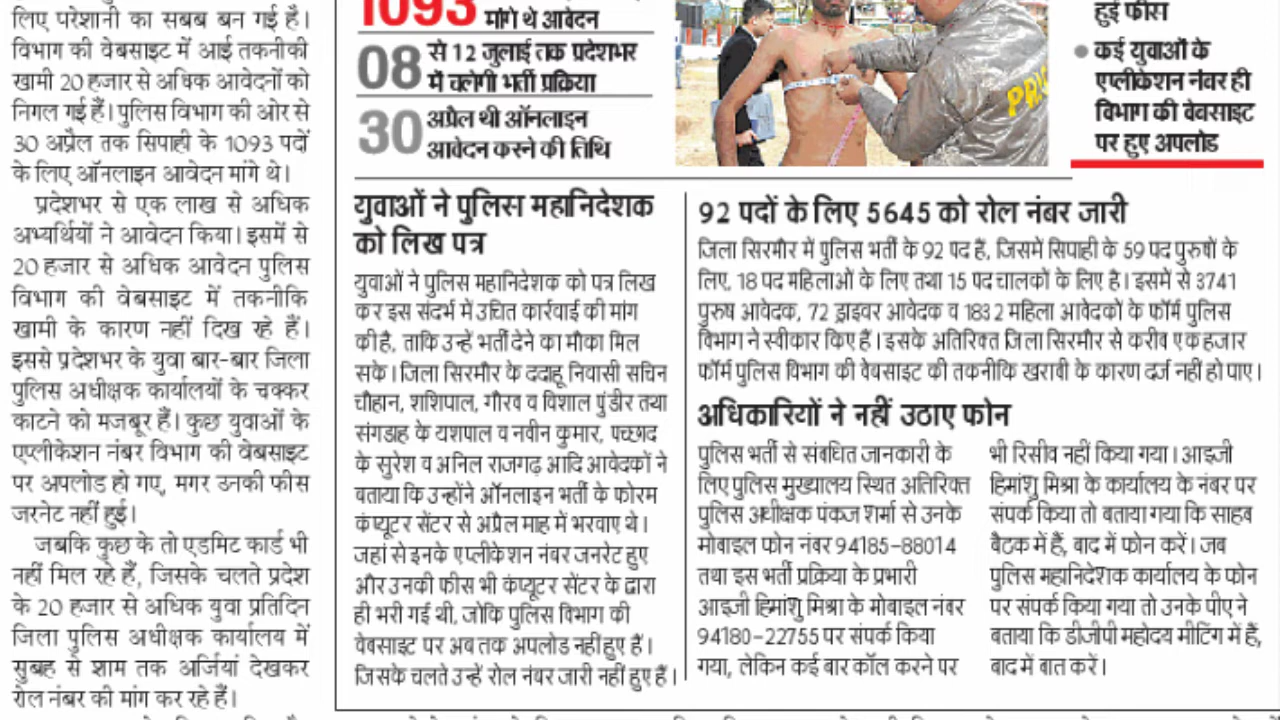 लिए परेशानी का सबब बन गई है।
विभाग की वेबसाइट में आई तकनीकी
खामी 20 हजार से अधिक आवेदनों को
निगल गई हैं। पुलिस विभाग की ओर से
30 अप्रैल तक सिपाही के 1093 पदों
के लिए ऑनलाइन आवेदन मांगे थे।
प्रदेशभर से एक लाख से अधिक
अभ्यर्थियों ने आवेदन किया। इसमें से
20 हजार से अधिक आवेदन पुलिस
विभाग की वेबसाइट में तकनीकि
खामी के कारण नहीं दिख रहे हैं।
इससे प्रदेशभर के युवा बार-बार जिला
पुलिस अधीक्षक कार्यालयों के चक्कर
काटने को मजबूर हैं। कुछ युवाओं के
एप्लीकेशन नंबर विभाग की वेबसाइट
पर अपलोड हो गए, मगर उनकी फीस
जरनेट नहीं हुई।
जबकि कुछ के तो एडमिट कार्ड भी
नहीं मिल रहे हैं, जिसके चलते प्रदेश
के 20 हजार से अधिक युवा प्रतिदिन
जिला पुलिस अधीक्षक कार्यालय में
सुबह से शाम तक अर्जियां देखकर
रोल नंबर की मांग कर रहे हैं।
1093 मांगे थे आवेदन
08 से 12 जुलाई तक प्रदेशभर
में चलेगी भर्ती प्रक्रिया
30 अप्रैल थी ऑनलाइन
आवेदन करने की तिथि
हुई फीस
• कई युवाओं के
एप्लीकेशन नंबर ही
विभाग की वेवसाइट
पर हुए अपलोड
युवाओं ने पुलिस महानिदेशक
को लिख पत्र
युवाओं ने पुलिस महानिदेशक को पत्र लिख
कर इस संदर्भ में उचित कार्रवाई की मांग
की है, ताकि उन्हें भर्ती देने का मौका मिल
सके। जिला सिरमौर के ददाहू निवासी सचिन
चौहान, शशिपाल, गौरव व विशाल पुंडीर तथा
संगडाह के यशपाल व नवीन कुमार, पच्छाद
के सुरेश व अनिल राजगढ़ आदि आवेदकों ने
बताया कि उन्होंने ऑनलाइन भर्ती के फोरम
कंप्यूटर सेंटर से अप्रैल माह में भरवाए थे।
जहां से इनके एप्लीकेशन नंबर जनरेट हुए
और उनकी फीस भी कंप्यूटर सेंटर के द्वारा
ही भरी गई थी, जोकि पुलिस विभाग की
वेबसाइट पर अब तक अपलोड नहीं हुए हैं।
जिसके चलते उन्हें रोल नंबर जारी नहीं हुए हैं।
92 पदों के लिए 5645 को रोल नंबर जारी
जिला सिरमौर में पुलिस भर्ती के 92 पद हैं, जिसमें सिपाही के 59 पद पुरुषों के
लिए, 18 पद महिलाओं के लिए तथा 15 पद चालकों के लिए है। इसमें से 3741
पुरुष आवेदक, 72 ड्राइवर आवेदक व 1832 महिला आवेदकों के फॉर्म पुलिस
विभाग ने स्वीकार किए हैं। इसके अतिरिक्त जिला सिरमौर से करीव एक हजार
फॉर्म पुलिस विभाग की वेबसाइट की तकनीकि खराबी के कारण दर्ज नहीं हो पाए।
अधिकारियों ने नहीं उठाए फोन
पुलिस भर्ती से संबंधित जानकारी के
लिए पुलिस मुख्यालय स्थित अतिरिक्त
पुलिस अधीक्षक पंकज शर्मा से उनके
मोबाइल फोन नंबर 94185-88014
तथा इस भर्ती प्रक्रिया के प्रभारी
आइजी हिमांशु मिश्रा के मोबाइल नंबर
94180-22755 पर संपर्क किया
गया, लेकिन कई बार कॉल करने पर
भी रिसीव नहीं किया गया। आइजी
हिमांशु मिश्रा के कार्यालय के नंबर पर
संपर्क किया तो बताया गया कि साहब
बैठक में हैं, बाद में फोन करें। जब
पुलिस महानिदेशक कार्यालय के फोन
पर संपर्क किया गया तो उनके पीए ने
बताया कि डीजीपी महोदय मीटिंग में हैं,
बाद में बात करें।